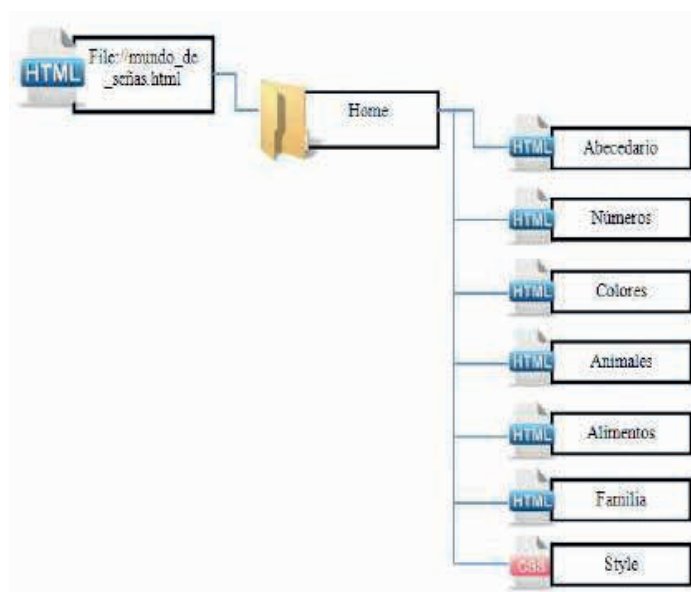 HTML
File://mundo_de
_señas.html
Home
HTML
Abecedario
HTML
Números
HTML
Colores
HTML
Animales
HTML
Alimentos
HTML
Familia
CSS
Style